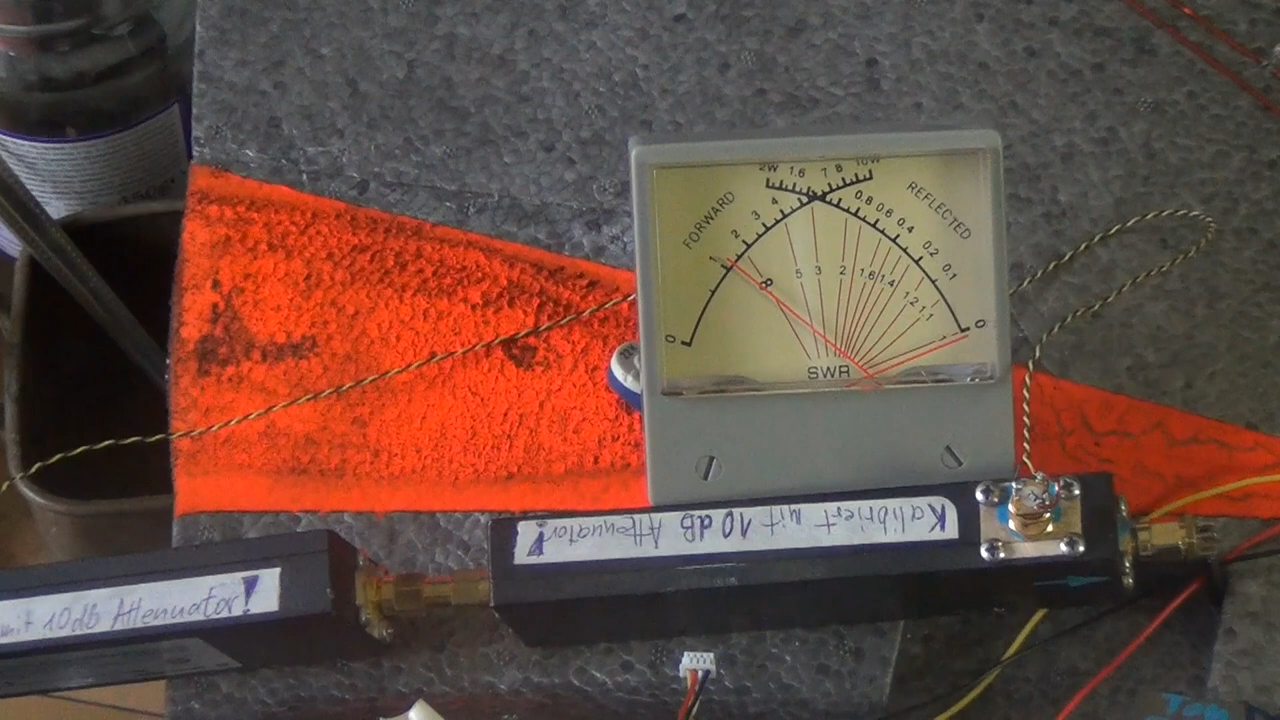 2W 1.6 7 8 10W
FORWARD
REFLECTED
0 1 2 3 4
0.8 0.6 0.4 0.2 0.1 0
∞ 5 3 2 1.6 1.4 1.2 1.1 1
SWR
Kalibriert mit 10 dB Attenuator!
mit 10db Attenuator!